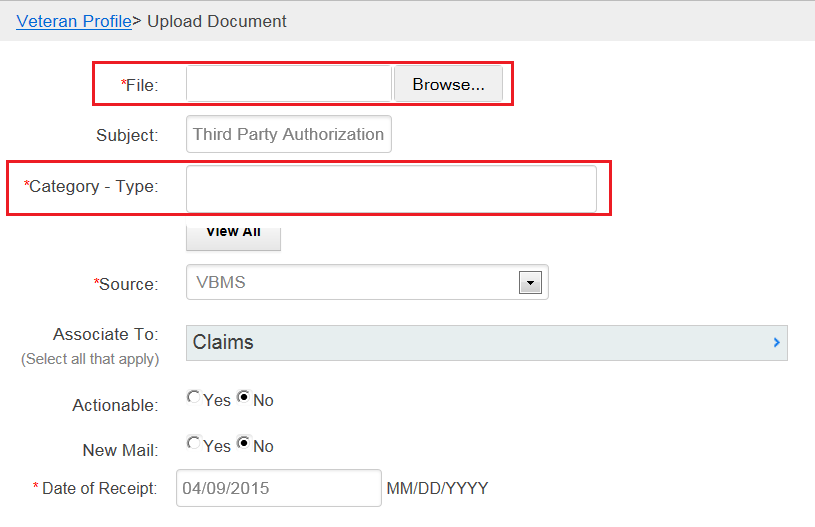 Veteran Profile> Upload Document
*File: Browse...
Subject: Third Party Authorization
*Category - Type:
View All
*Source: VBMS
Associate To: Claims
(Select all that apply)
Actionable: Yes No
New Mail: Yes No
* Date of Receipt: 04/09/2015 MM/DD/YYYY